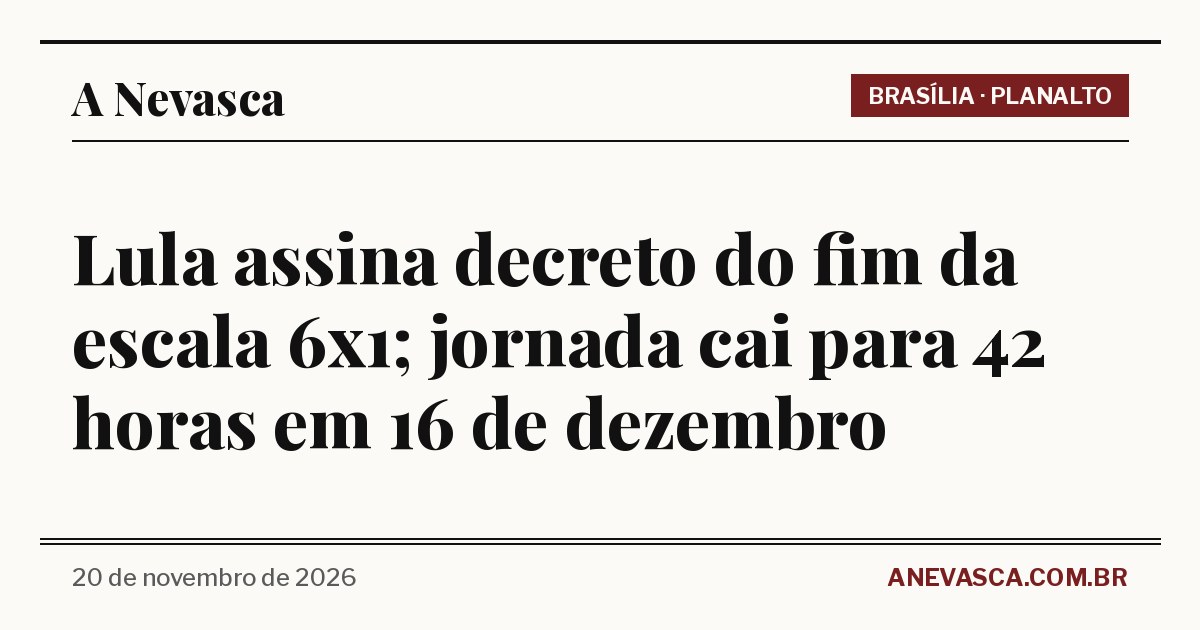 A Nevasca
BRASÍLIA · PLANALTO
Lula assina decreto do fim da
escala 6x1; jornada cai para 42
horas em 16 de dezembro
20 de novembro de 2026
ANEVASCA.COM.BR